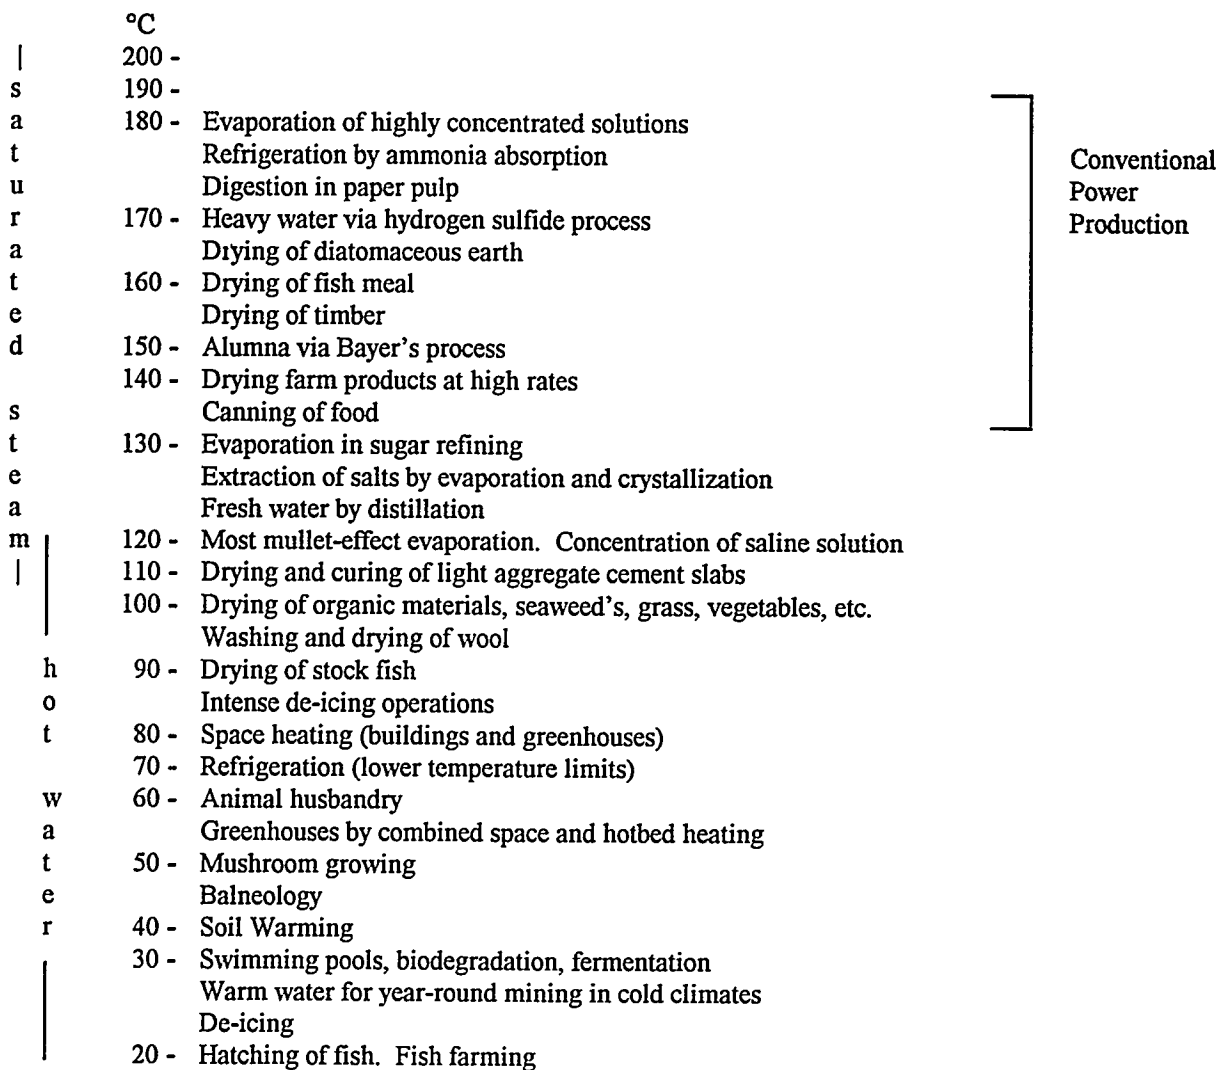 °C
200 -
190 -
180 - Evaporation of highly concentrated solutions
Refrigeration by ammonia absorption
Digestion in paper pulp
170 - Heavy water via hydrogen sulfide process
Drying of diatomaceous earth
160 - Drying of fish meal
Drying of timber
150 - Alumna via Bayer's process
140 - Drying farm products at high rates
Canning of food
130 - Evaporation in sugar refining
Extraction of salts by evaporation and crystallization
Fresh water by distillation
120 - Most mullet-effect evaporation. Concentration of saline solution
110 - Drying and curing of light aggregate cement slabs
100 - Drying of organic materials, seaweed's, grass, vegetables, etc.
Washing and drying of wool
90 - Drying of stock fish
Intense de-icing operations
80 - Space heating (buildings and greenhouses)
70 - Refrigeration (lower temperature limits)
60 - Animal husbandry
Greenhouses by combined space and hotbed heating
50 - Mushroom growing
Balneology
40 - Soil Warming
30 - Swimming pools, biodegradation, fermentation
Warm water for year-round mining in cold climates
De-icing
20 - Hatching of fish. Fish farming
saturated steam
hot water
Conventional
Power
Production